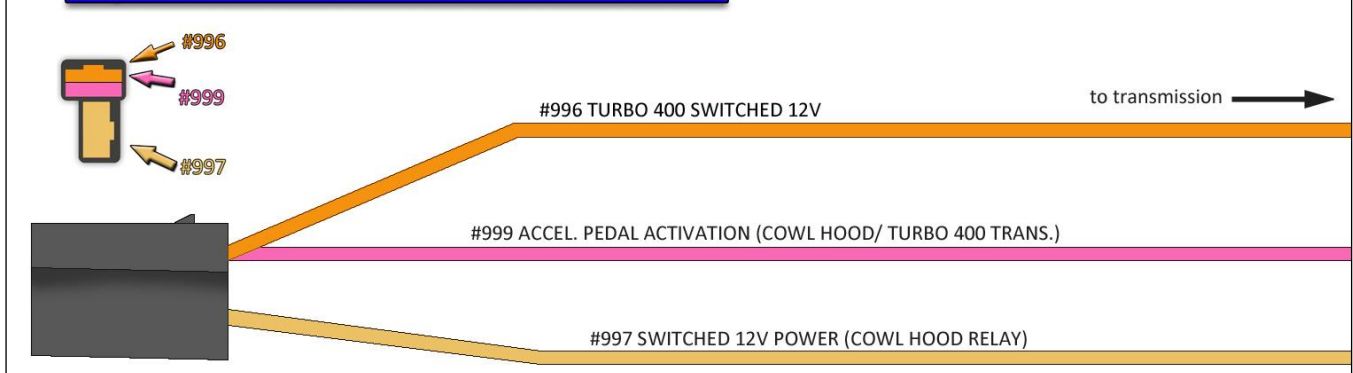 #996
#999
#997
#996 TURBO 400 SWITCHED 12V
to transmission
#999 ACCEL. PEDAL ACTIVATION (COWL HOOD/ TURBO 400 TRANS.)
#997 SWITCHED 12V POWER (COWL HOOD RELAY)